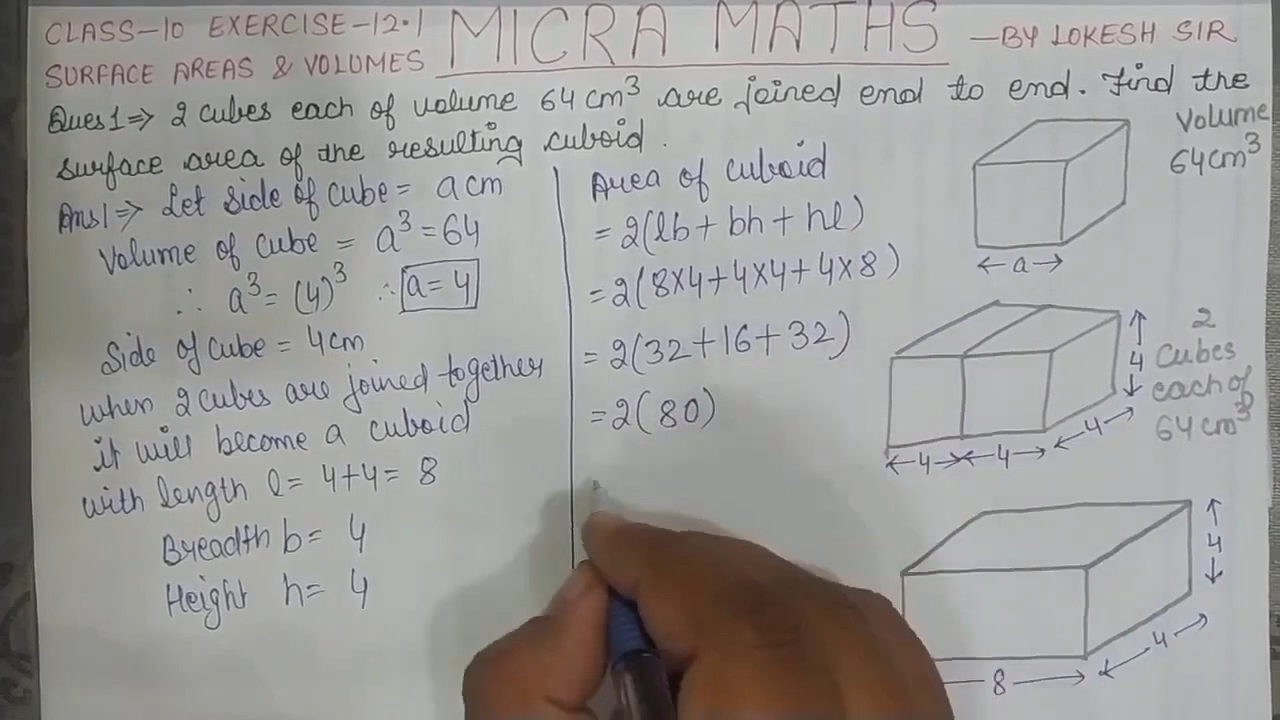 CLASS-10 EXERCISE-12.1 MICRA MATHS -BY LOKESH SIR
SURFACE AREAS & VOLUMES
Ques 1⇒ 2 cubes each of volume 64 cm³ are joined end to end. Find the
surface area of the resulting cuboid.
Ans 1⇒ Let side of cube = a cm
Volume of cube = a³ = 64
∴ a³ = (4)³ ∴ a = 4
Side of cube = 4cm
when 2 cubes are joined together
it will become a cuboid
with length l = 4+4 = 8
Breadth b = 4
Height h = 4
Area of cuboid
= 2(lb + bh + hl)
= 2(8×4+4×4+4×8)
= 2(32+16+32)
= 2(80)
Volume
64cm³
a
2
Cubes
each of
64cm³
4
4
4
4
4
4
8